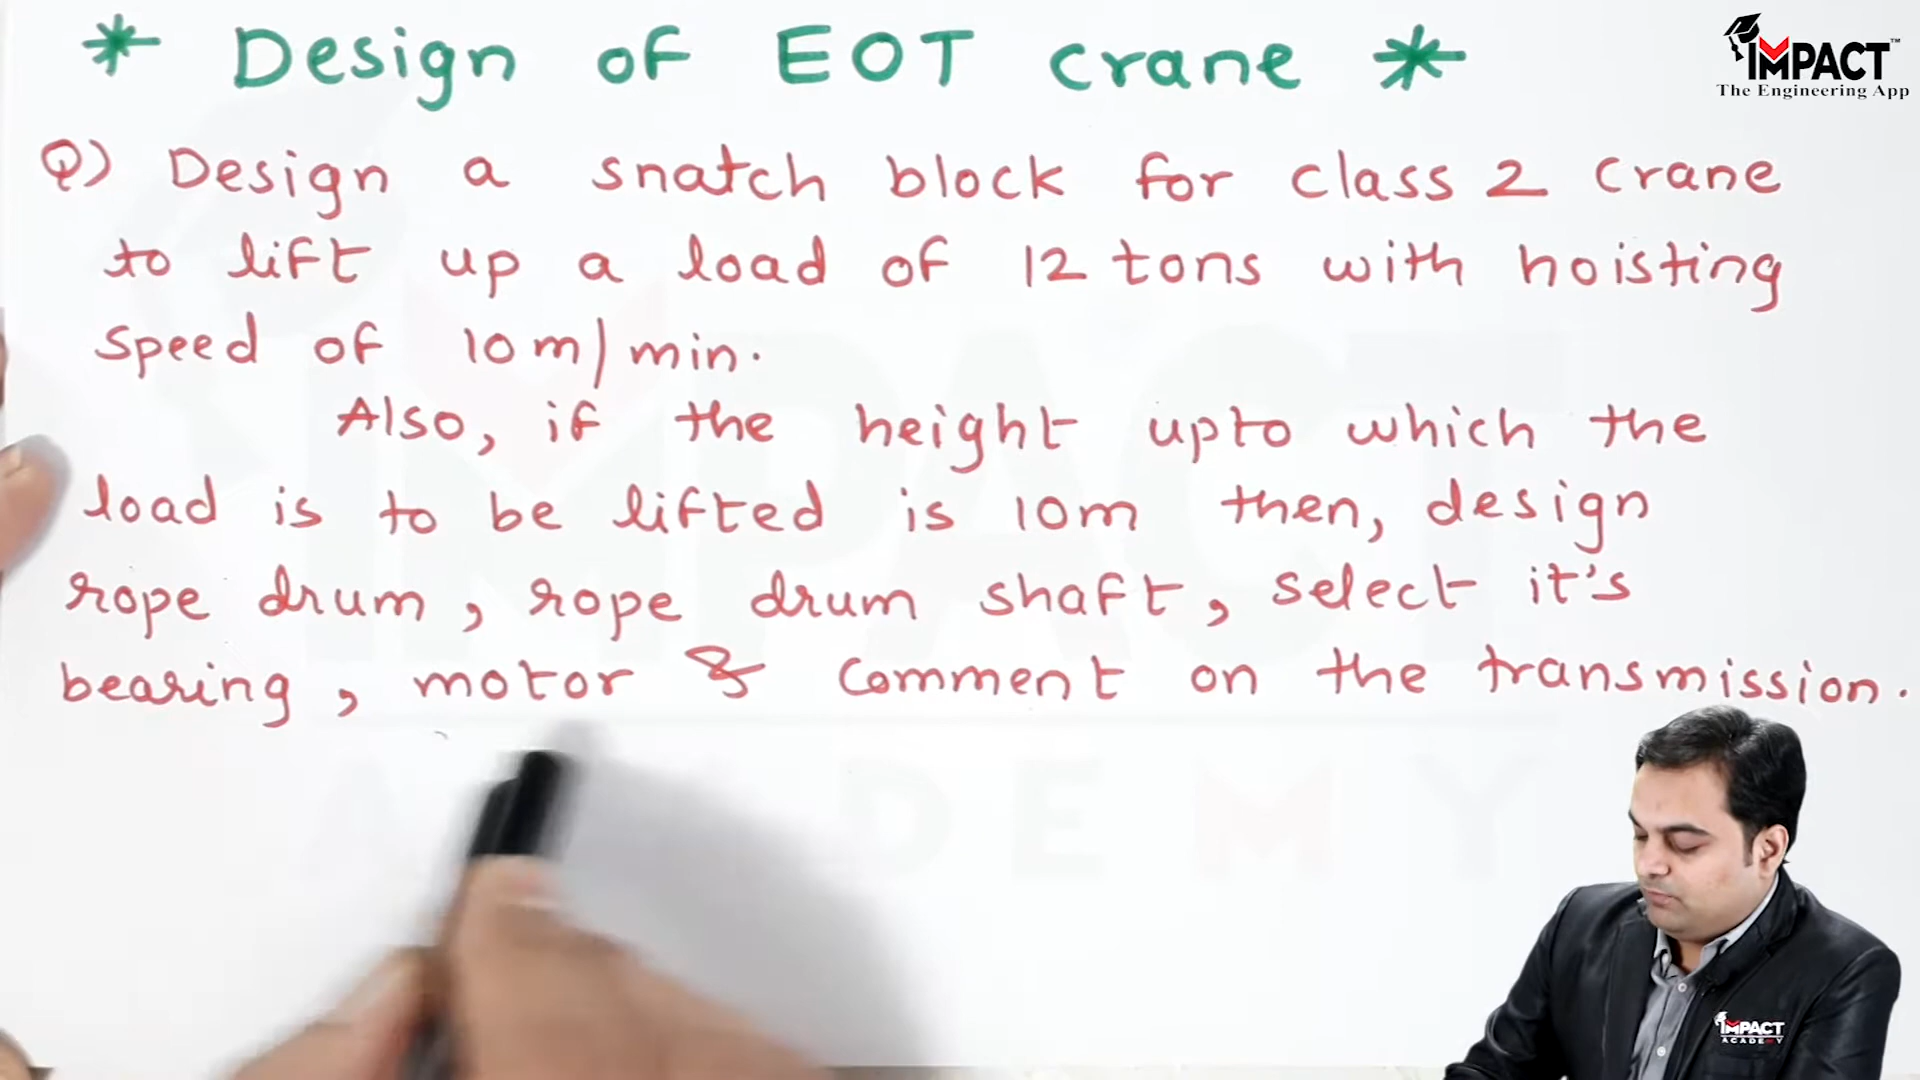 * Design of EOT crane *
IMPACT™
The Engineering App
Q) Design a snatch block for class 2 crane
to lift up a load of 12 tons with hoisting
speed of 10m/min.
Also, if the height upto which the
load is to be lifted is 10m then, design
rope drum, rope drum shaft, select it's
bearing, motor & comment on the transmission.
IMPACT
ACADEMY
IMPACT
ACADEMY